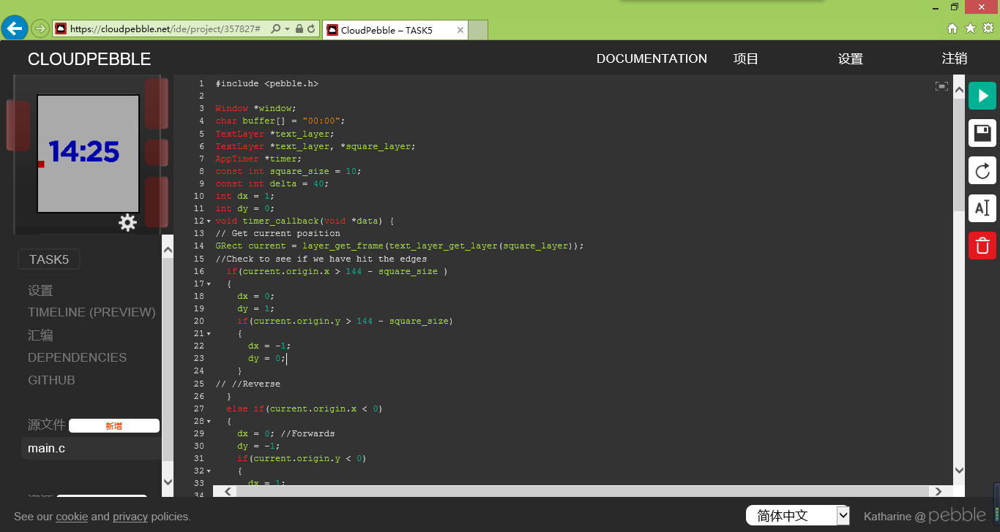 https://cloudpebble.net/ide/project/357827#
CloudPebble – TASK5
CLOUDPEBBLE
DOCUMENTATION
项目
设置
注销
14:25
TASK5
设置
TIMELINE (PREVIEW)
汇编
DEPENDENCIES
GITHUB
源文件
新增
main.c
1 #include <pebble.h>
2
3 Window *window;
4 char buffer[] = "00:00";
5 TextLayer *text_layer;
6 TextLayer *text_layer, *square_layer;
7 AppTimer *timer;
8 const int square_size = 10;
9 const int delta = 40;
10 int dx = 1;
11 int dy = 0;
12 void timer_callback(void *data) {
13 // Get current position
14 GRect current = layer_get_frame(text_layer_get_layer(square_layer));
15 //Check to see if we have hit the edges
16 if(current.origin.x > 144 - square_size )
17 {
18 dx = 0;
19 dy = 1;
20 if(current.origin.y > 144 - square_size)
21 {
22 dx = -1;
23 dy = 0;
24 }
25 // //Reverse
26 }
27 else if(current.origin.x < 0)
28 {
29 dx = 0; //Forwards
30 dy = -1;
31 if(current.origin.y < 0)
32 {
33 dx = 1;
34
AI
See our cookie and privacy policies.
简体中文
Katharine @ pebble